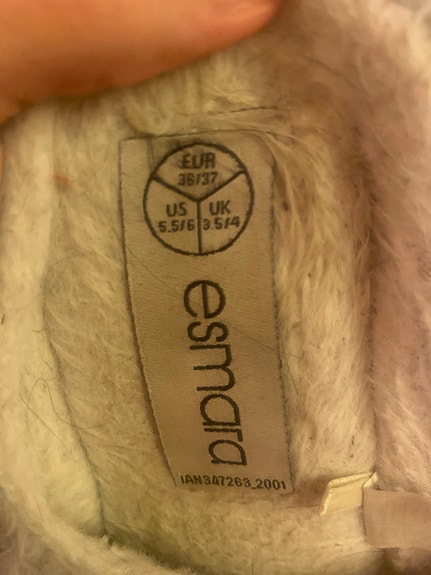 EUR
36/37
US UK
5.5/6 3.5/4
esmara
IAN347263_2001